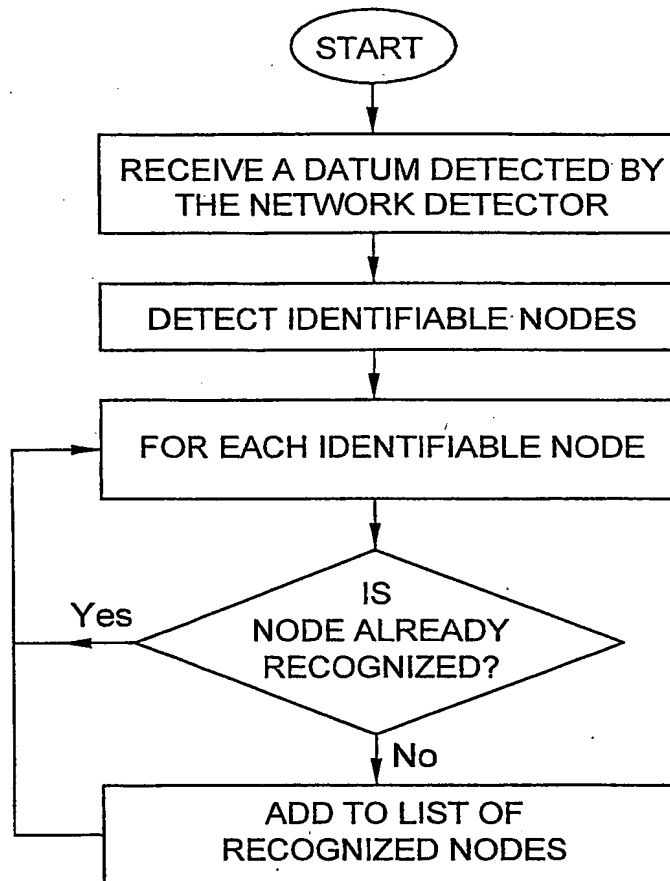 START
RECEIVE A DATUM DETECTED BY
THE NETWORK DETECTOR
DETECT IDENTIFIABLE NODES
FOR EACH IDENTIFIABLE NODE
IS
NODE ALREADY
RECOGNIZED?
Yes
No
ADD TO LIST OF
RECOGNIZED NODES